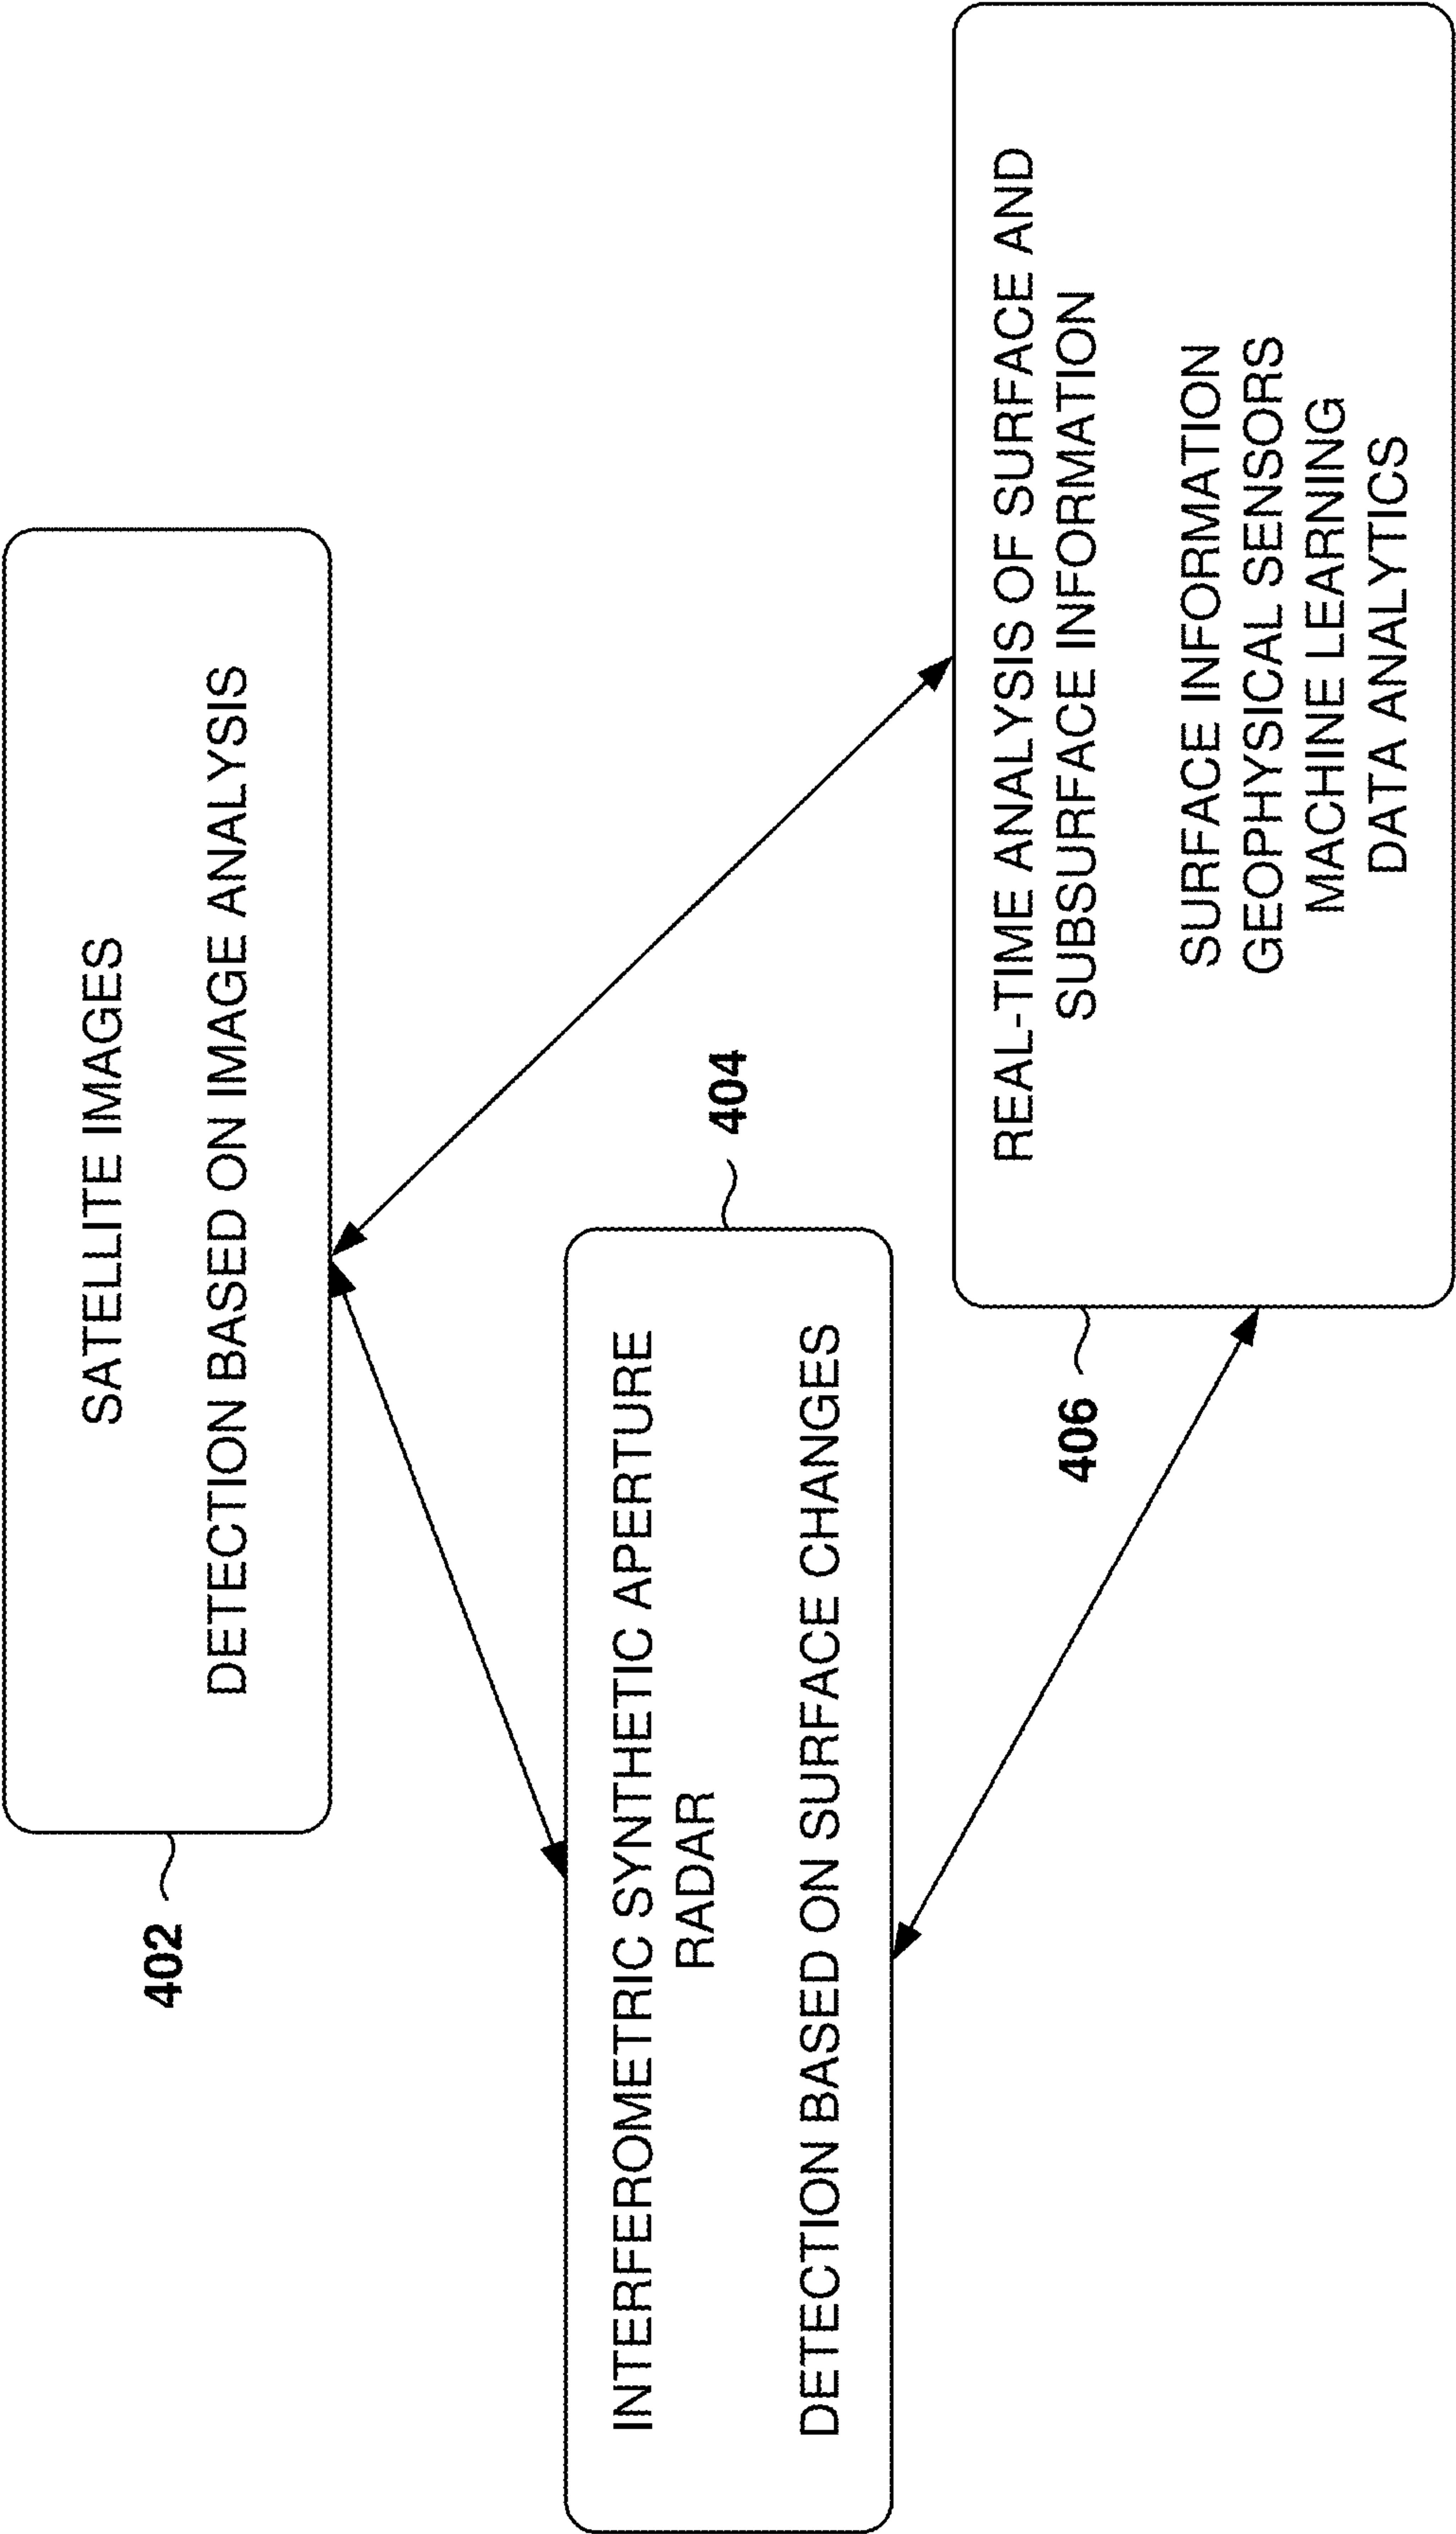 SATELLITE IMAGES
DETECTION BASED ON IMAGE ANALYSIS
402
INTERFEROMETRIC SYNTHETIC APERTURE
RADAR
DETECTION BASED ON SURFACE CHANGES
404
REAL-TIME ANALYSIS OF SURFACE AND
SUBSURFACE INFORMATION
SURFACE INFORMATION
GEOPHYSICAL SENSORS
MACHINE LEARNING
DATA ANALYTICS
406